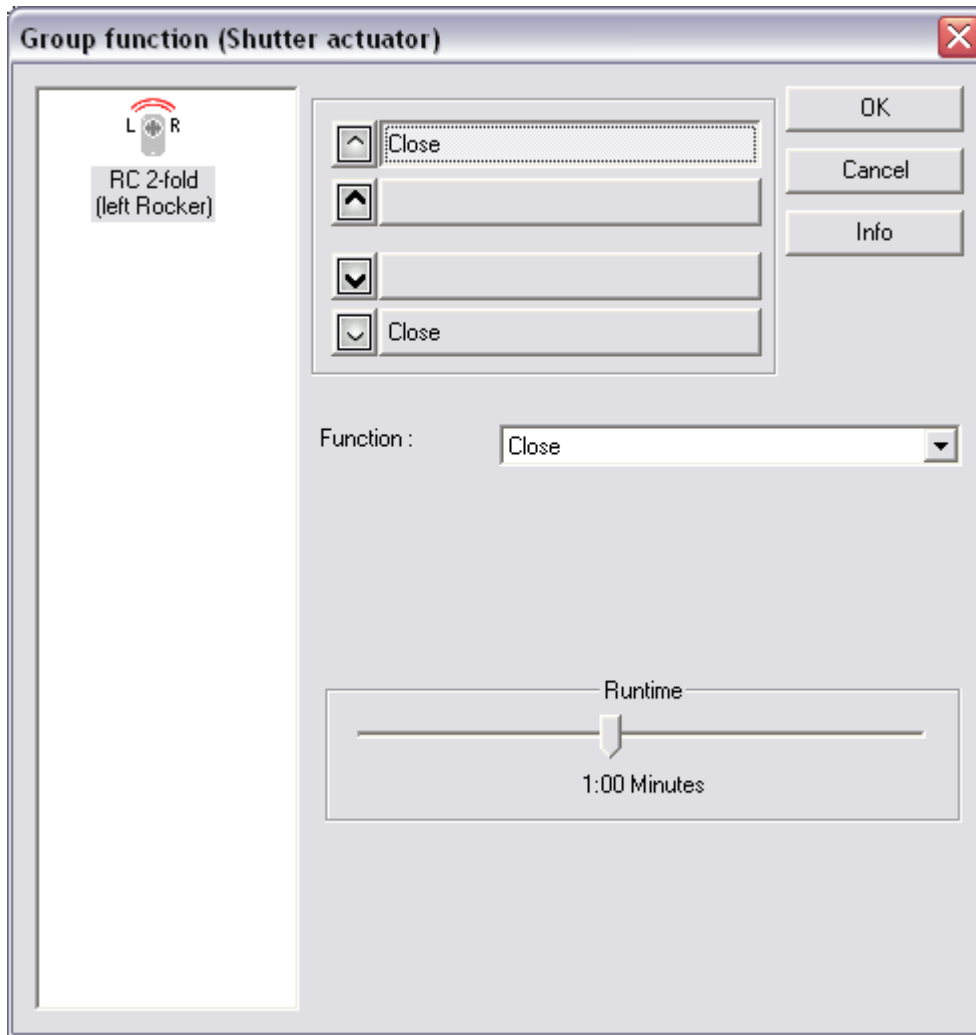 Group function (Shutter actuator)
L R
RC 2-fold
(left Rocker)
Close
Close
OK
Cancel
Info
Function :
Close
Runtime
1:00 Minutes